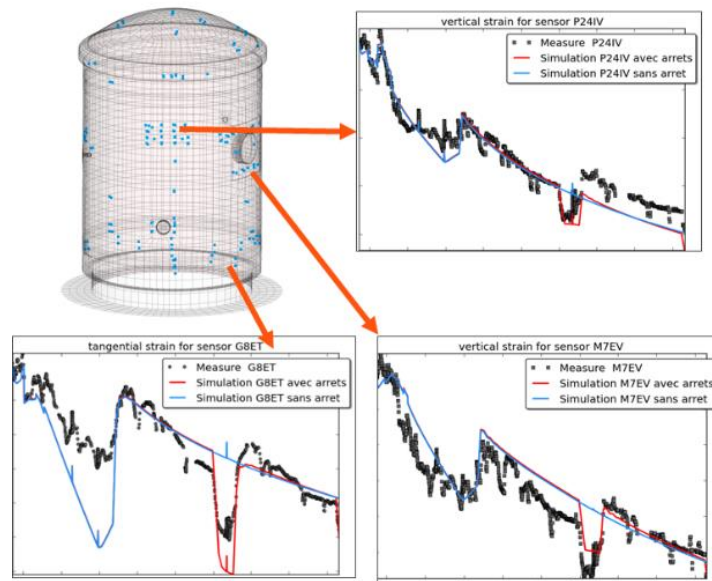 vertical strain for sensor P24IV
Measure P24IV
Simulation P24IV avec arrets
Simulation P24IV sans arret
tangential strain for sensor G8ET
Measure G8ET
Simulation G8ET avec arrets
Simulation G8ET sans arret
vertical strain for sensor M7EV
Measure M7EV
Simulation M7EV avec arrets
Simulation M7EV sans arret